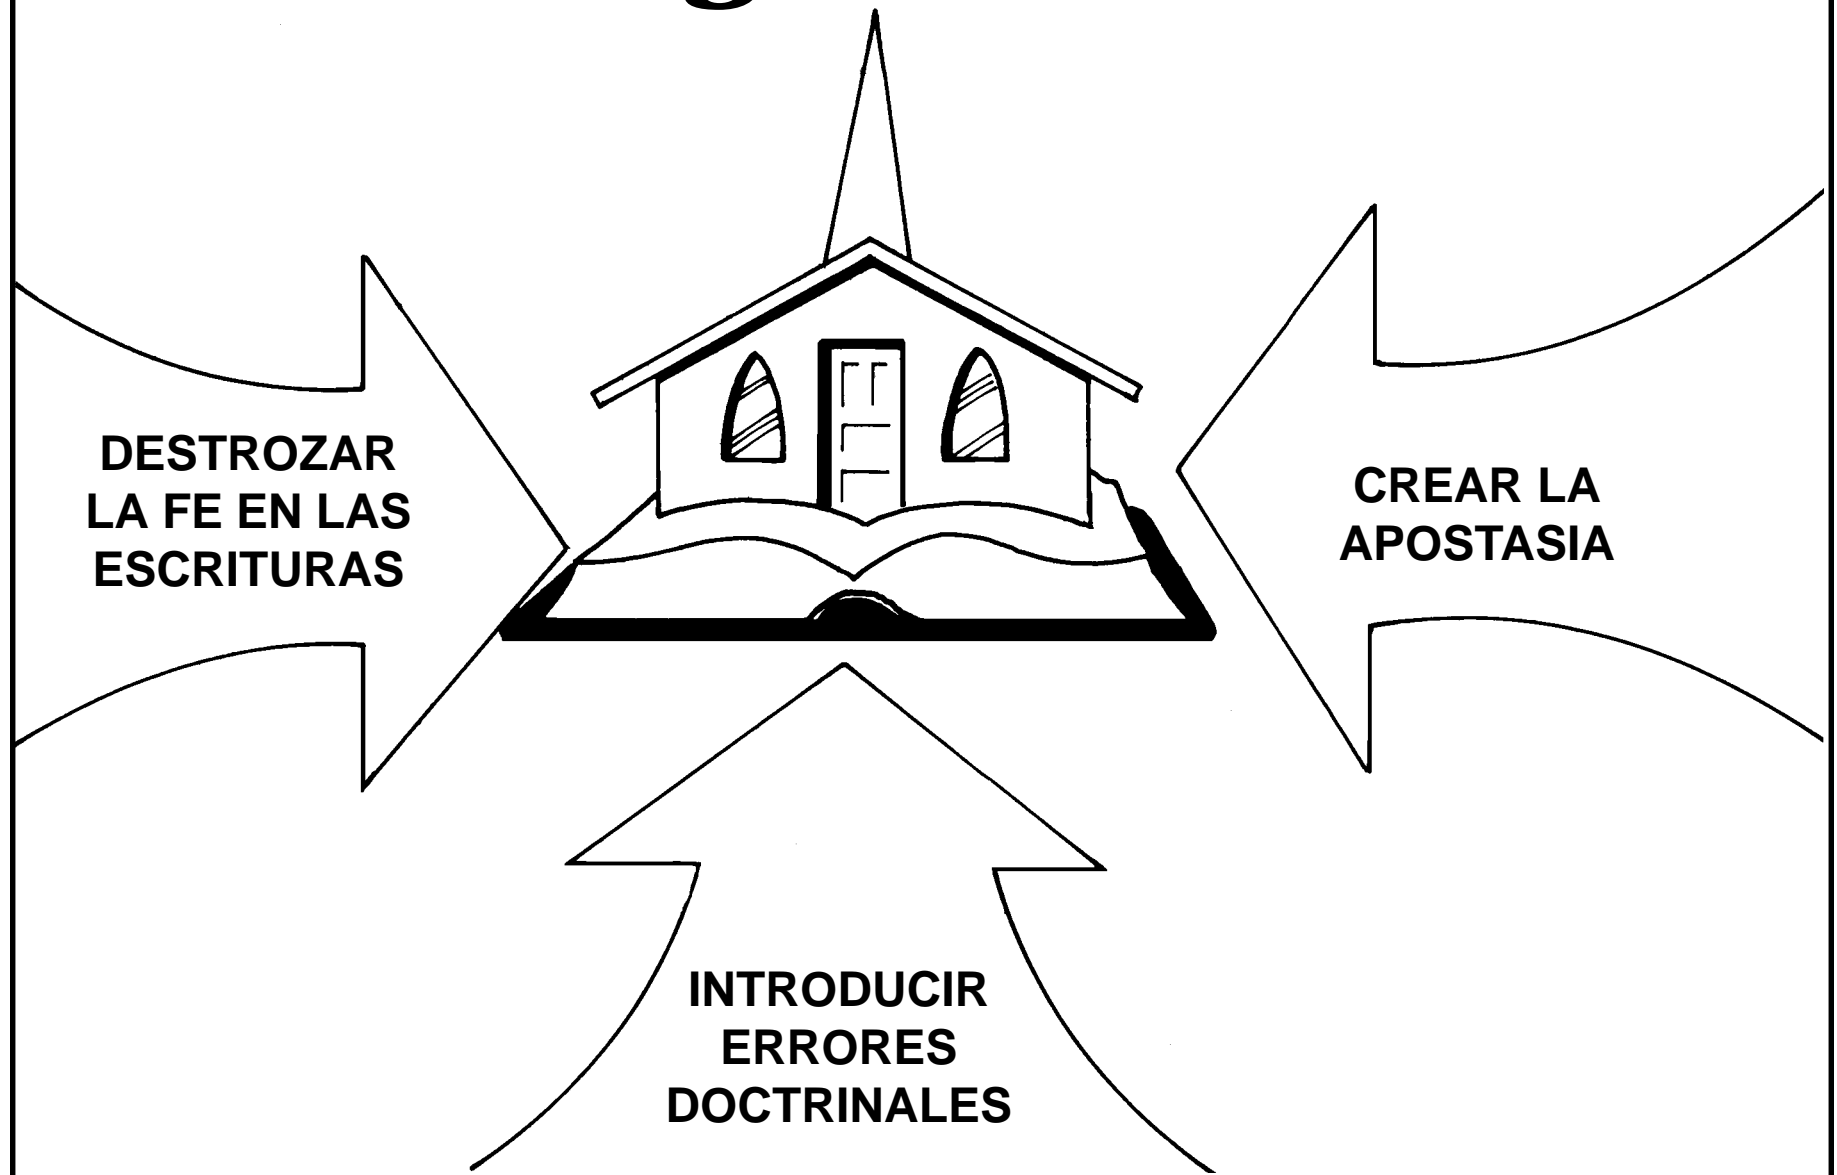 DESTROZAR
LA FE EN LAS
ESCRITURAS
CREAR LA
APOSTASIA
INTRODUCIR
ERRORES
DOCTRINALES